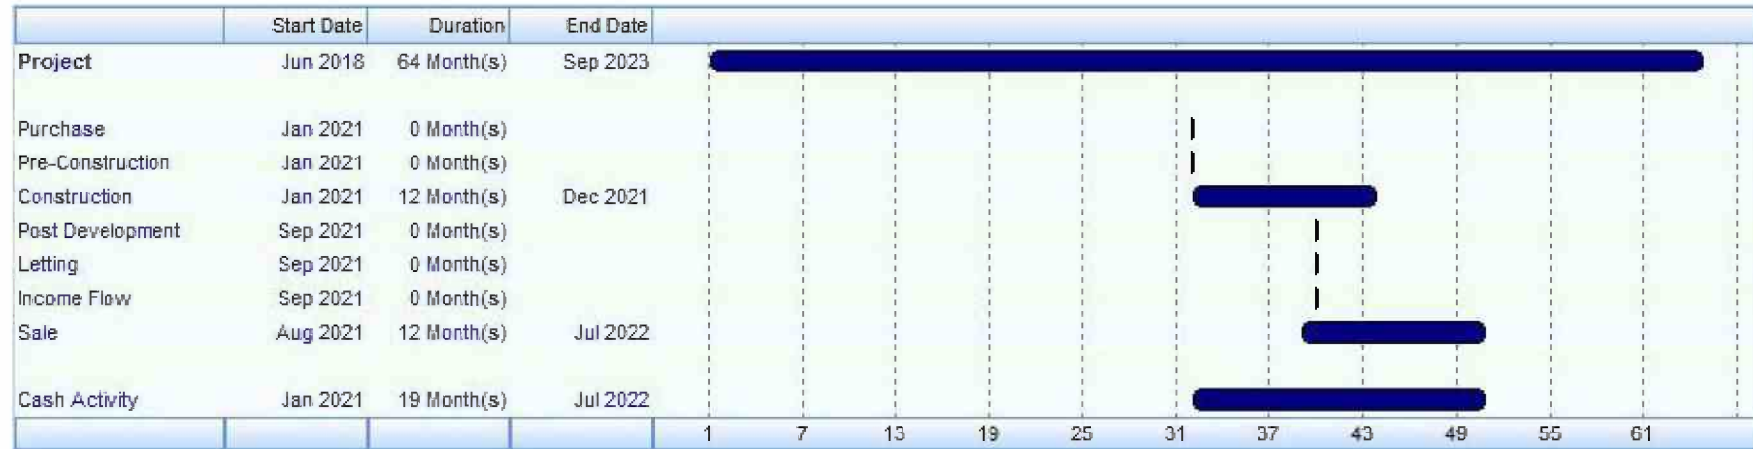 Start Date Duration End Date
Project Jun 2018 64 Month(s) Sep 2023
Purchase Jan 2021 0 Month(s)
Pre-Construction Jan 2021 0 Month(s)
Construction Jan 2021 12 Month(s) Dec 2021
Post Development Sep 2021 0 Month(s)
Letting Sep 2021 0 Month(s)
Income Flow Sep 2021 0 Month(s)
Sale Aug 2021 12 Month(s) Jul 2022
Cash Activity Jan 2021 19 Month(s) Jul 2022
1 7 13 19 25 31 37 43 49 55 61